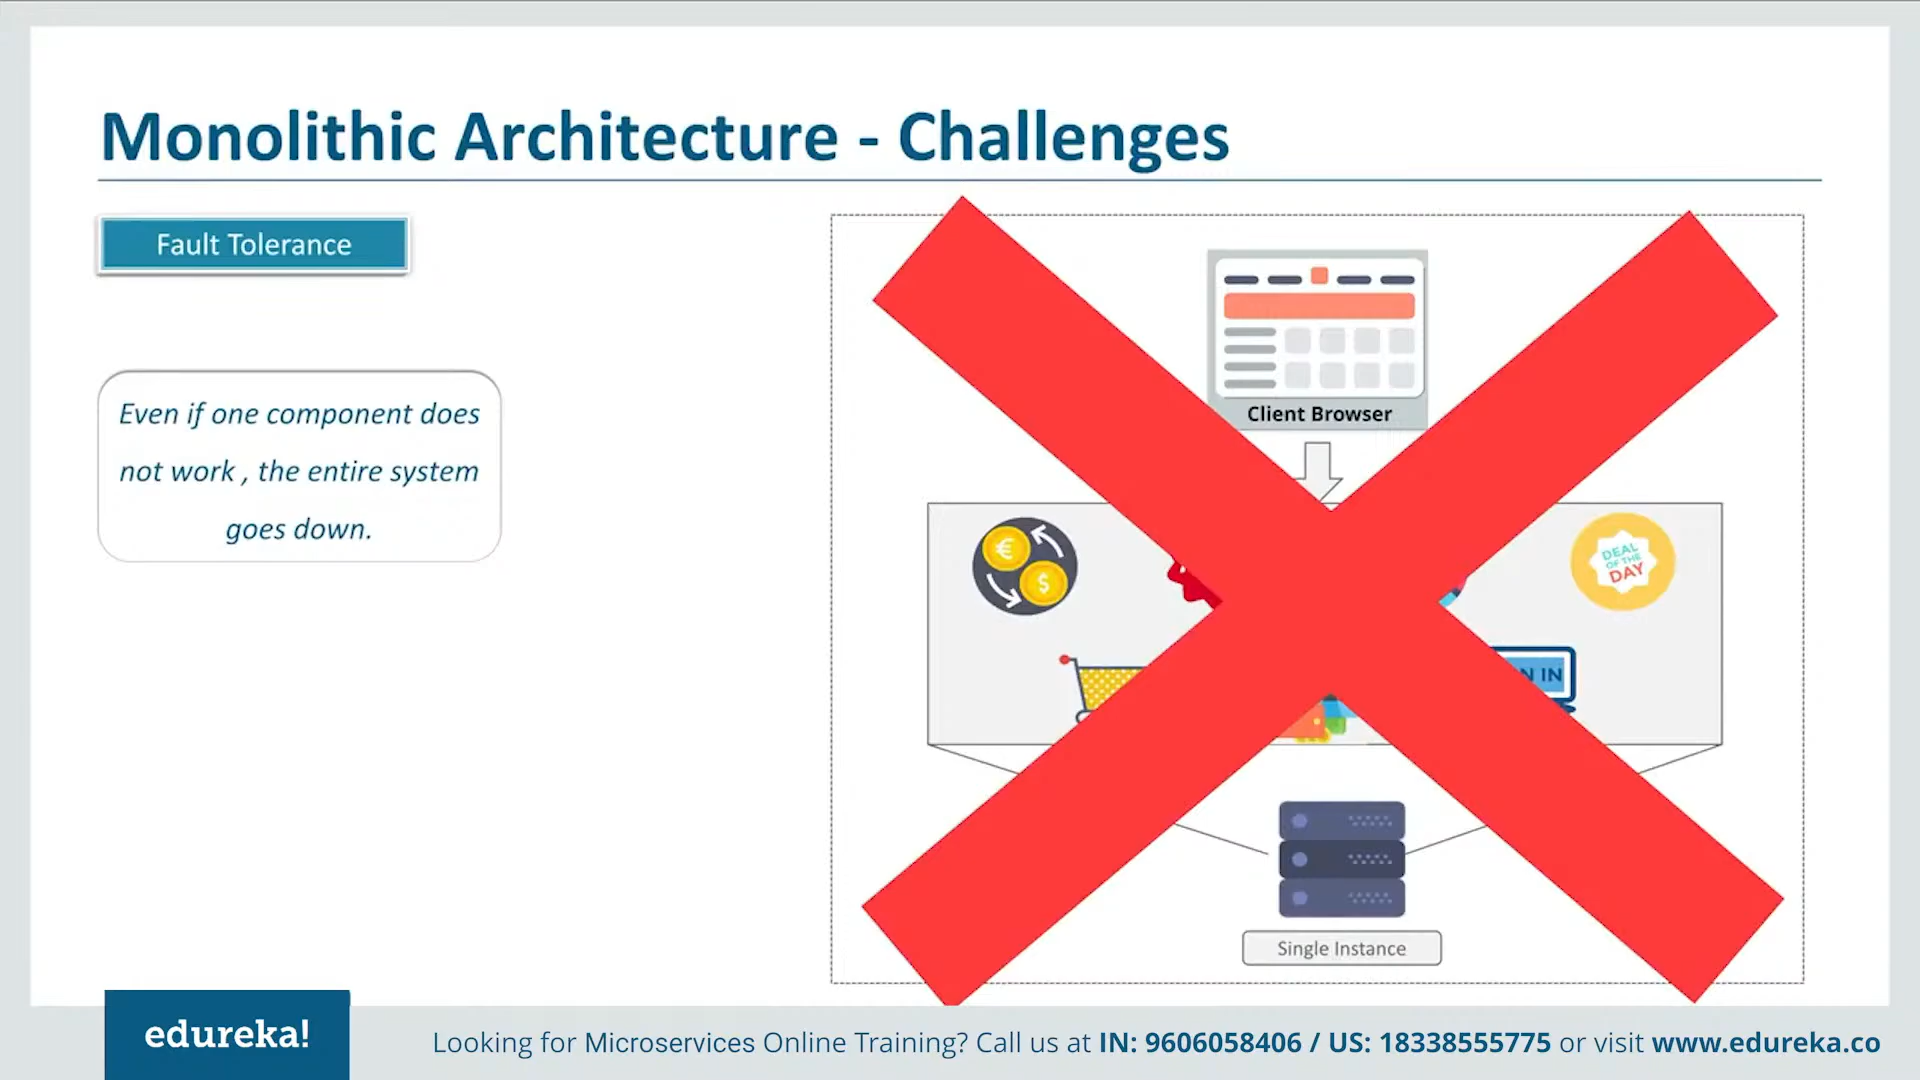 Monolithic Architecture - Challenges
Fault Tolerance
Even if one component does
not work , the entire system
goes down.
Client Browser
€
$
DEAL
OF THE
DAY
N IN
Single Instance
edureka!
Looking for Microservices Online Training? Call us at IN: 9606058406 / US: 18338555775 or visit www.edureka.co